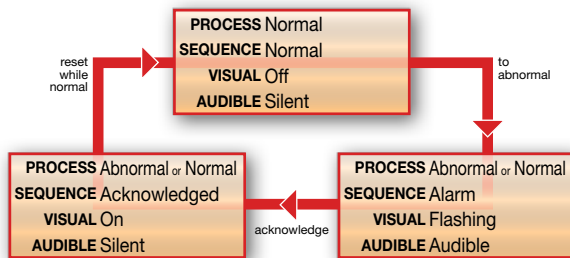 PROCESS Normal
SEQUENCE Normal
VISUAL Off
AUDIBLE Silent
reset
while
normal
to
abnormal
PROCESS Abnormal or Normal
SEQUENCE Acknowledged
VISUAL On
AUDIBLE Silent
acknowledge
PROCESS Abnormal or Normal
SEQUENCE Alarm
VISUAL Flashing
AUDIBLE Audible